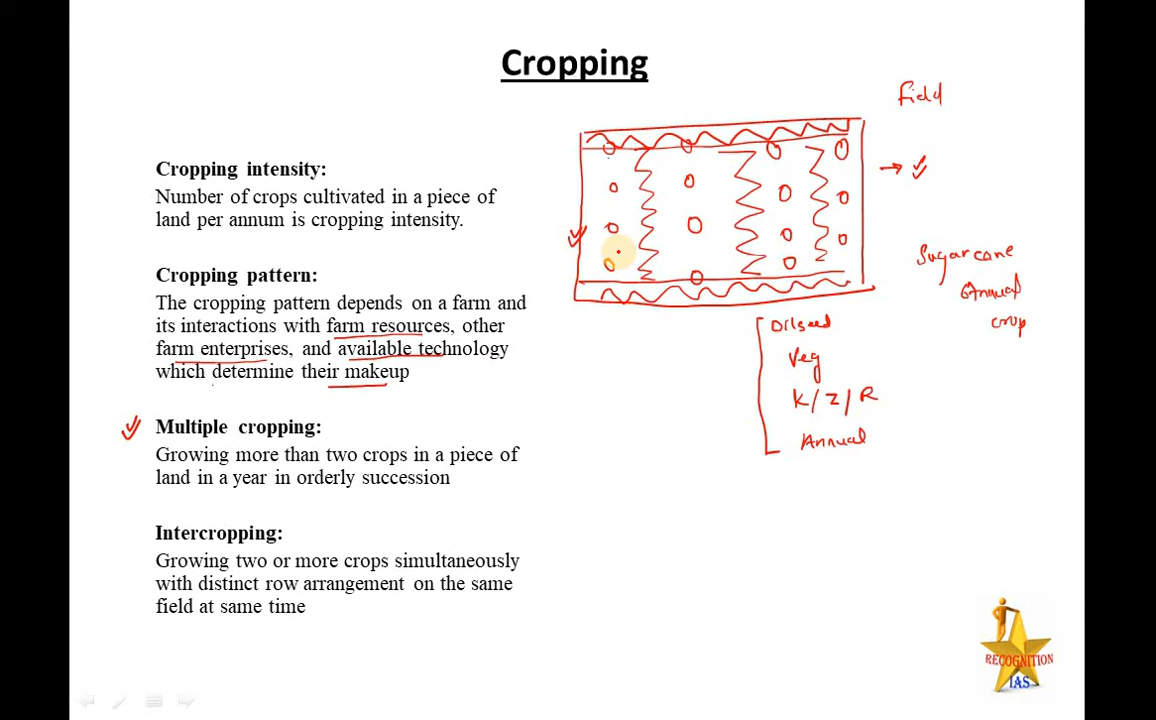 Cropping
Cropping intensity:
Number of crops cultivated in a piece of
land per annum is cropping intensity.
Cropping pattern:
The cropping pattern depends on a farm and
its interactions with farm resources, other
farm enterprises, and available technology
which determine their makeup
Multiple cropping:
Growing more than two crops in a piece of
land in a year in orderly succession
Intercropping:
Growing two or more crops simultaneously
with distinct row arrangement on the same
field at same time
field
Sugarcane
Annual
crop
Oilseed
Veg
K/Z/R
Annual
RECOGNITION
IAS